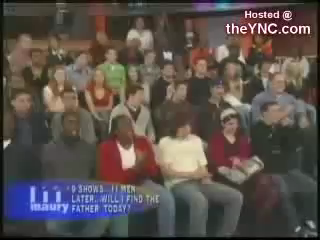 Hosted @
theYNC.com
maury
9 SHOWS...11 MEN
LATER...WILL I FIND THE
FATHER TODAY?